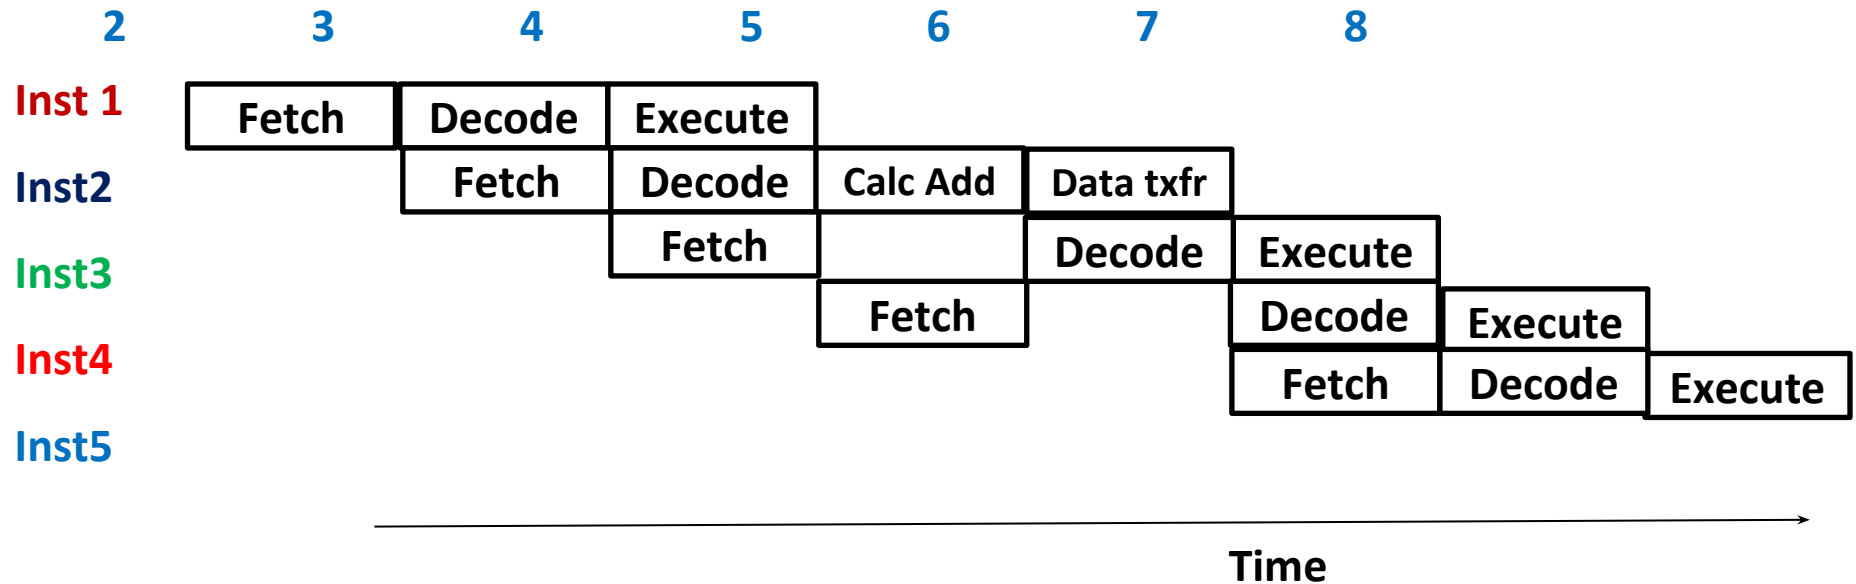 2 3 4 5 6 7 8
Inst 1 Fetch Decode Execute
Inst2 Fetch Decode Calc Add Data txfr
Inst3 Fetch Decode Execute
Inst4 Fetch Decode Execute
Fetch Decode Execute
Inst5
Time